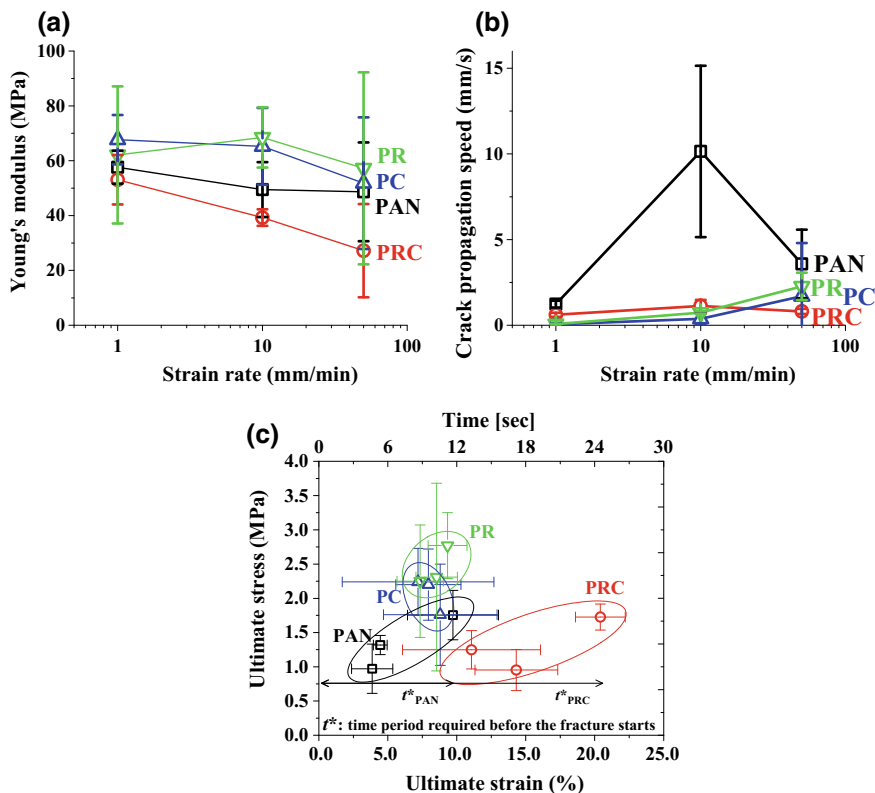 (a)
100
80
60
40
20
0
Young's modulus (MPa)
PR
PC
PAN
PRC
1
10
100
Strain rate (mm/min)
(b)
15
10
5
0
Crack propagation speed (mm/s)
PAN
PR
PC
PRC
1
10
100
Strain rate (mm/min)
(c)
Time [sec]
0 6 12 18 24 30
4.0
3.5
3.0
2.5
2.0
1.5
1.0
0.5
0.0
Ultimate stress (MPa)
PR
PC
PRC
PAN
t*PAN
t*PRC
t*: time period required before the fracture starts
0.0 5.0 10.0 15.0 20.0 25.0
Ultimate strain (%)